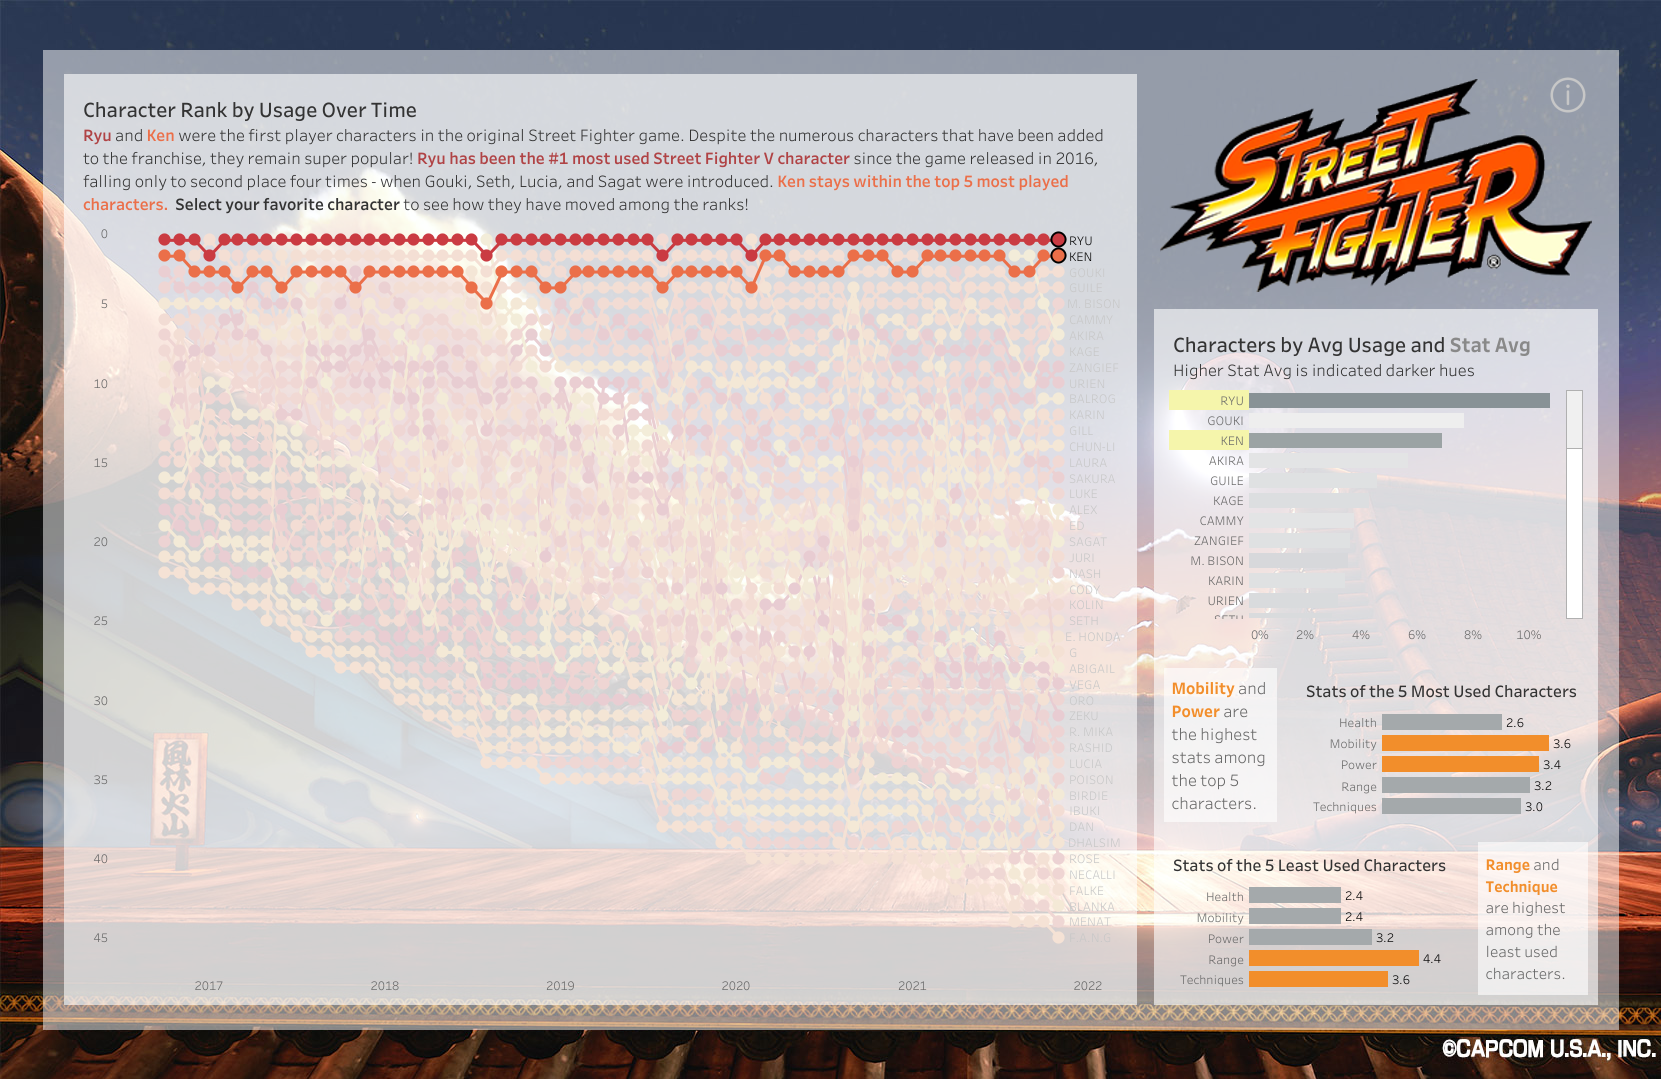 Character Rank by Usage Over Time
Ryu and Ken were the first player characters in the original Street Fighter game. Despite the numerous characters that have been added
to the franchise, they remain super popular! Ryu has been the #1 most used Street Fighter V character since the game released in 2016,
falling only to second place four times - when Gouki, Seth, Lucia, and Sagat were introduced. Ken stays within the top 5 most played
characters. Select your favorite character to see how they have moved among the ranks!
0
5
10
15
20
25
30
35
40
45
RYU
KEN
GOUKI
GUILE
M. BISON
CAMMY
AKIRA
KAGE
ZANGIEF
URIEN
BALROG
KARIN
GILL
CHUN-LI
LAURA
SAKURA
LUKE
ALEX
ED
SAGAT
JURI
NASH
CODY
KOLIN
SETH
E. HONDA
G
ABIGAIL
VEGA
ORO
ZEKU
R. MIKA
RASHID
LUCIA
POISON
BIRDIE
IBUKI
DAN
DHALSIM
ROSE
NECALLI
FALKE
BLANKA
MENAT
F.A.N.G
2017
2018
2019
2020
2021
2022
風林火山
STREET
FIGHTER®
i
Characters by Avg Usage and Stat Avg
Higher Stat Avg is indicated darker hues
RYU
GOUKI
KEN
AKIRA
GUILE
KAGE
CAMMY
ZANGIEF
M. BISON
KARIN
URIEN
SETH
0% 2% 4% 6% 8% 10%
Mobility and
Power are
the highest
stats among
the top 5
characters.
Stats of the 5 Most Used Characters
Health 2.6
Mobility 3.6
Power 3.4
Range 3.2
Techniques 3.0
Stats of the 5 Least Used Characters
Health 2.4
Mobility 2.4
Power 3.2
Range 4.4
Techniques 3.6
Range and
Technique
are highest
among the
least used
characters.
©CAPCOM U.S.A., INC.